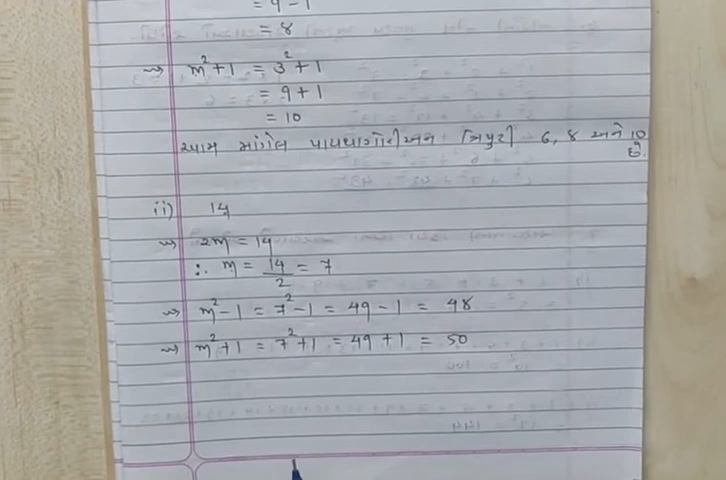 = 9 - 1
= 8
⇝ m² + 1 = 3² + 1
= 9 + 1
= 10
આમ માંગેલ પાયથાગોરીઅન ત્રિપુટી 6, 8 અને 10
છે.
ii) 14
⇝ 2m = 14
∴ m = 14/2 = 7
⇝ m² - 1 = 7² - 1 = 49 - 1 = 48
⇝ m² + 1 = 7² + 1 = 49 + 1 = 50